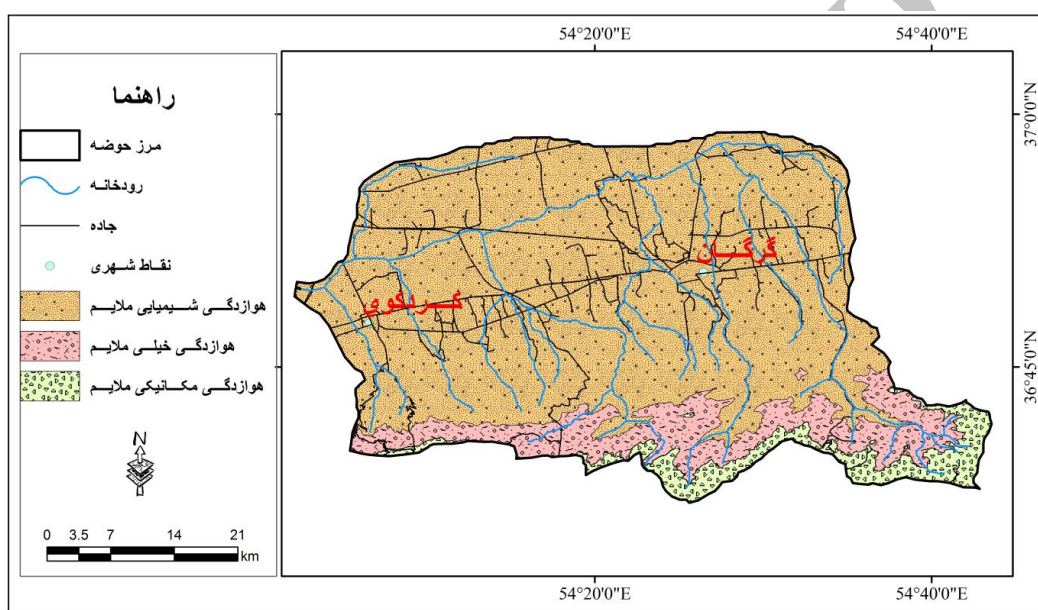 54°20'0"E
54°40'0"E
37°0'0"N
36°45'0"N
راهنما
مرز حوضه
رودخانه
جاده
نقاط شهری
هوازدگی شیمیایی ملایم
هوازدگی خیلی ملایم
هوازدگی مکانیکی ملایم
N
0 3.5 7 14 21
km
گرگان
کردکوی
54°20'0"E
54°40'0"E